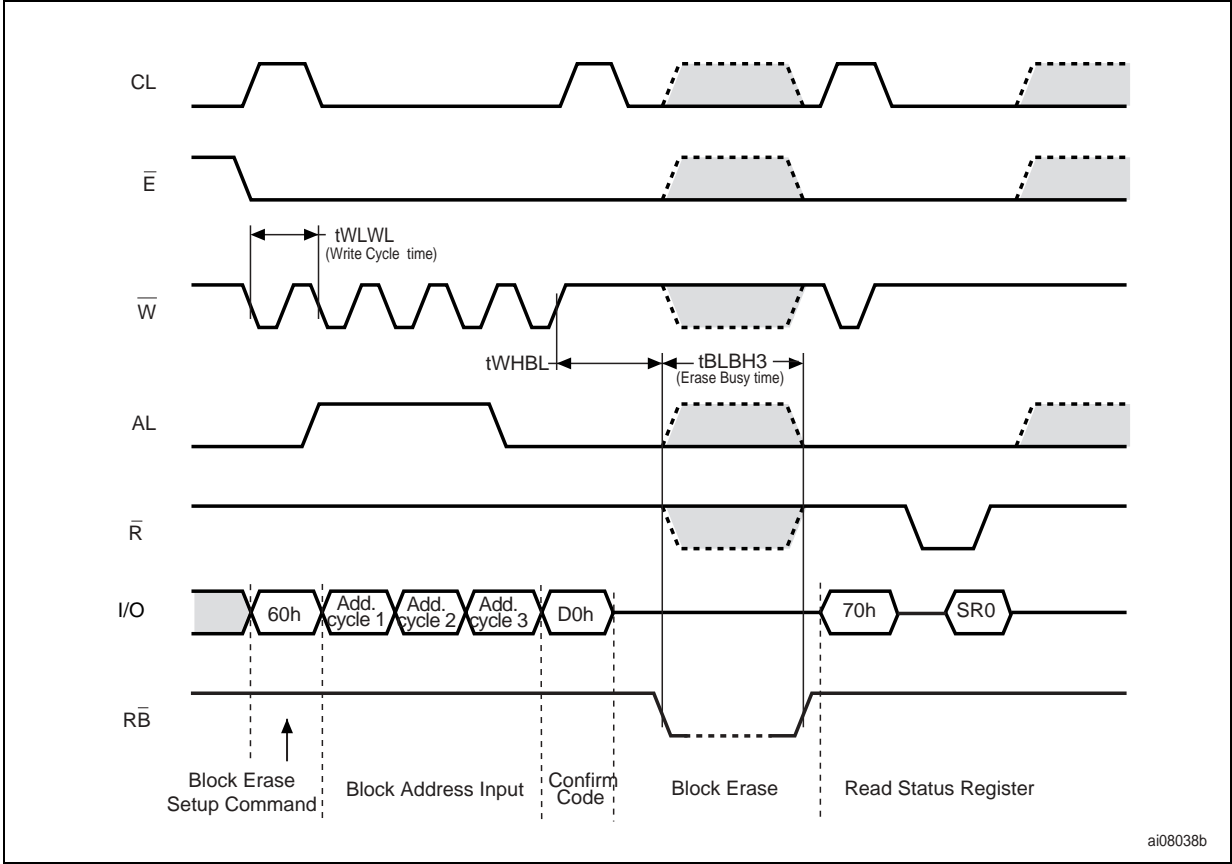 CL
E̅
tWLWL
(Write Cycle time)
W̅
tWHBL
tBLBH3
(Erase Busy time)
AL
R̅
I/O
60h
Add.
cycle 1
Add.
cycle 2
Add.
cycle 3
D0h
70h
SR0
RB̅
Block Erase
Setup Command
Block Address Input
Confirm
Code
Block Erase
Read Status Register
ai08038b